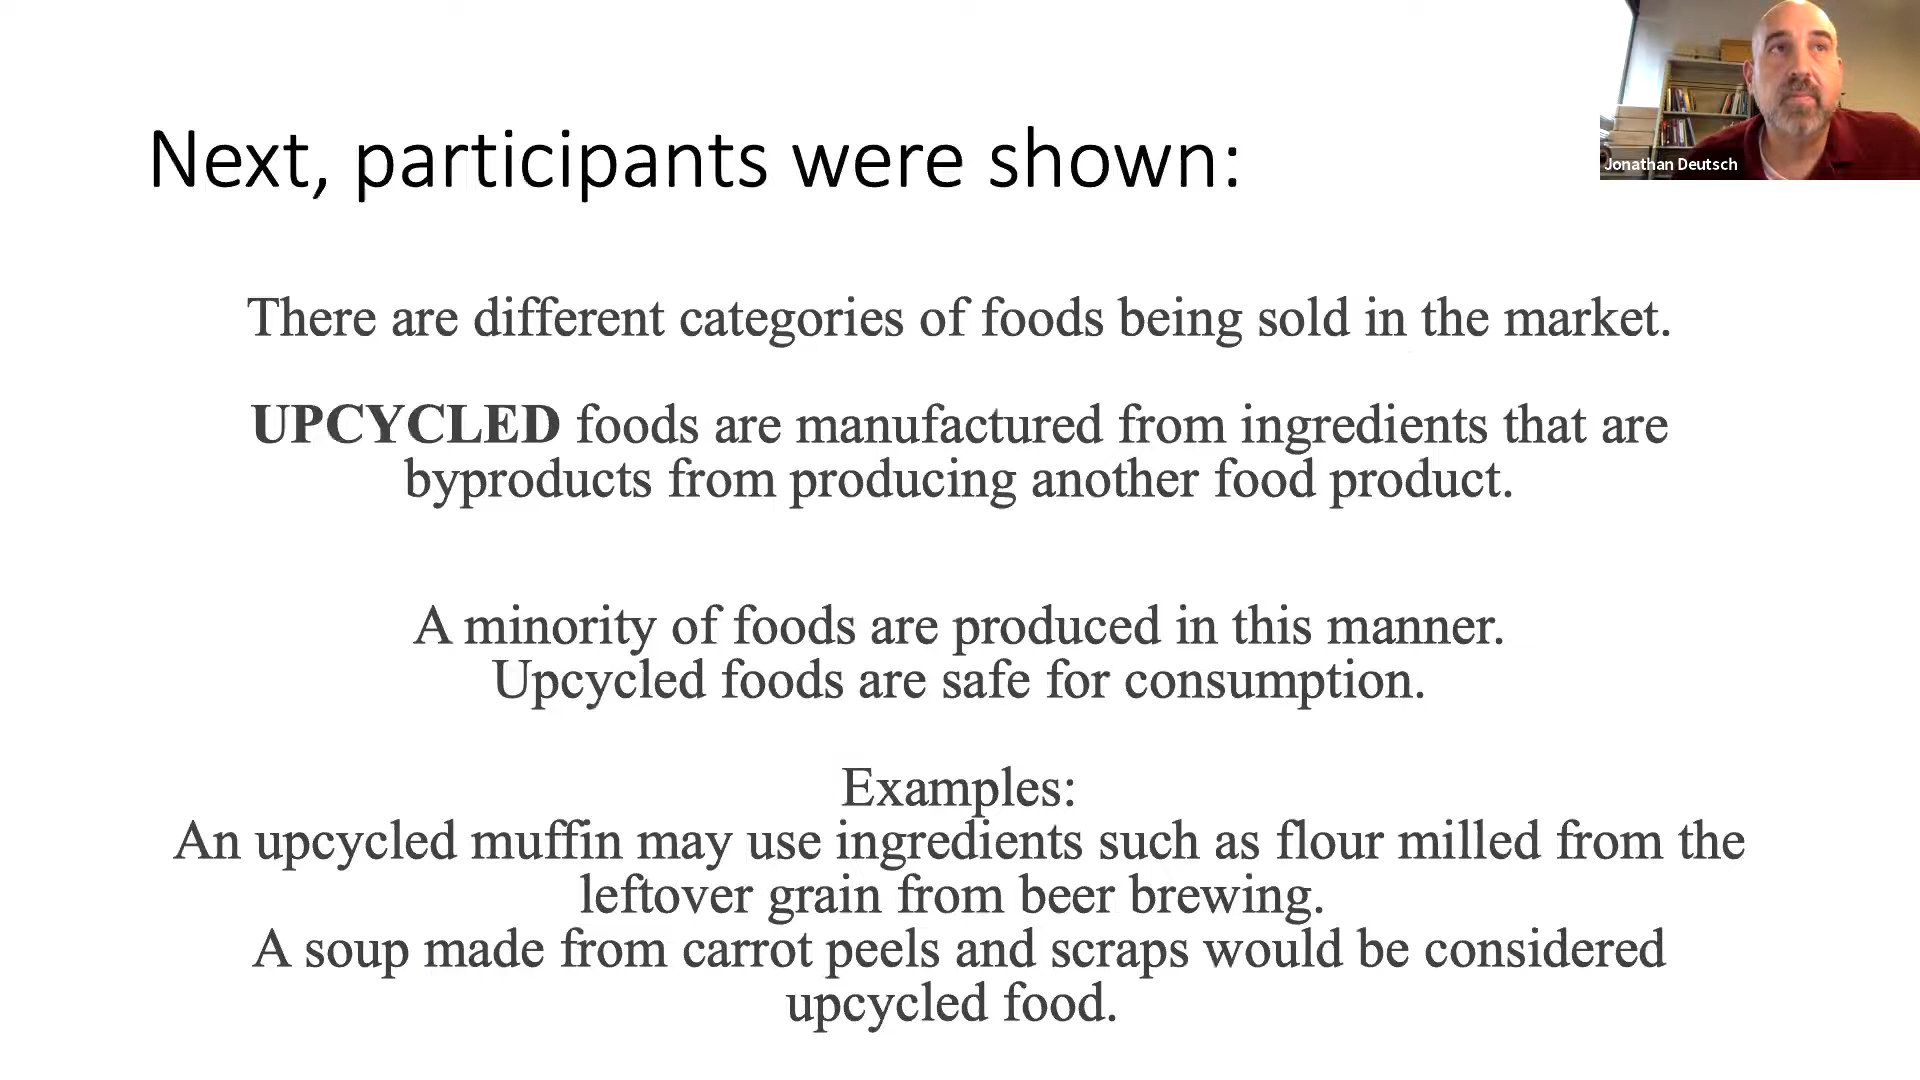 Next, participants were shown:
Jonathan Deutsch
There are different categories of foods being sold in the market.
UPCYCLED foods are manufactured from ingredients that are
byproducts from producing another food product.
A minority of foods are produced in this manner.
Upcycled foods are safe for consumption.
Examples:
An upcycled muffin may use ingredients such as flour milled from the
leftover grain from beer brewing.
A soup made from carrot peels and scraps would be considered
upcycled food.